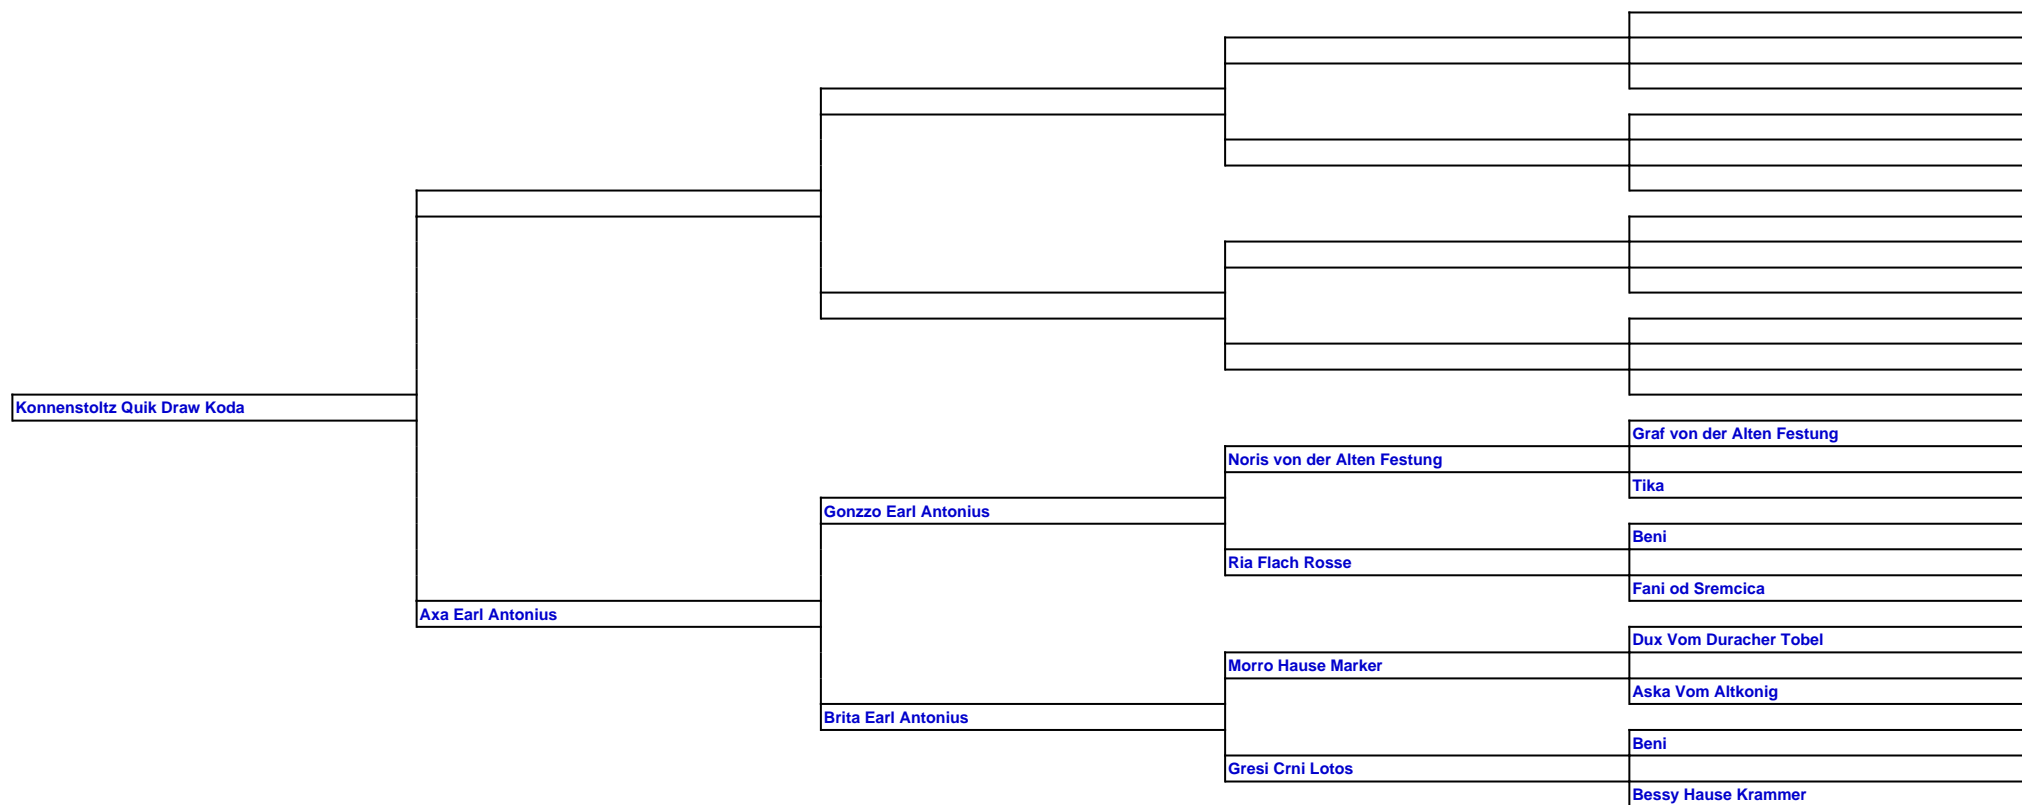 Konnenstoltz Quik Draw Koda
Graf von der Alten Festung
Noris von der Alten Festung
Tika
Gonzzo Earl Antonius
Beni
Ria Flach Rosse
Fani od Sremcica
Axa Earl Antonius
Dux Vom Duracher Tobel
Morro Hause Marker
Aska Vom Altkonig
Brita Earl Antonius
Beni
Gresi Crni Lotos
Bessy Hause Krammer